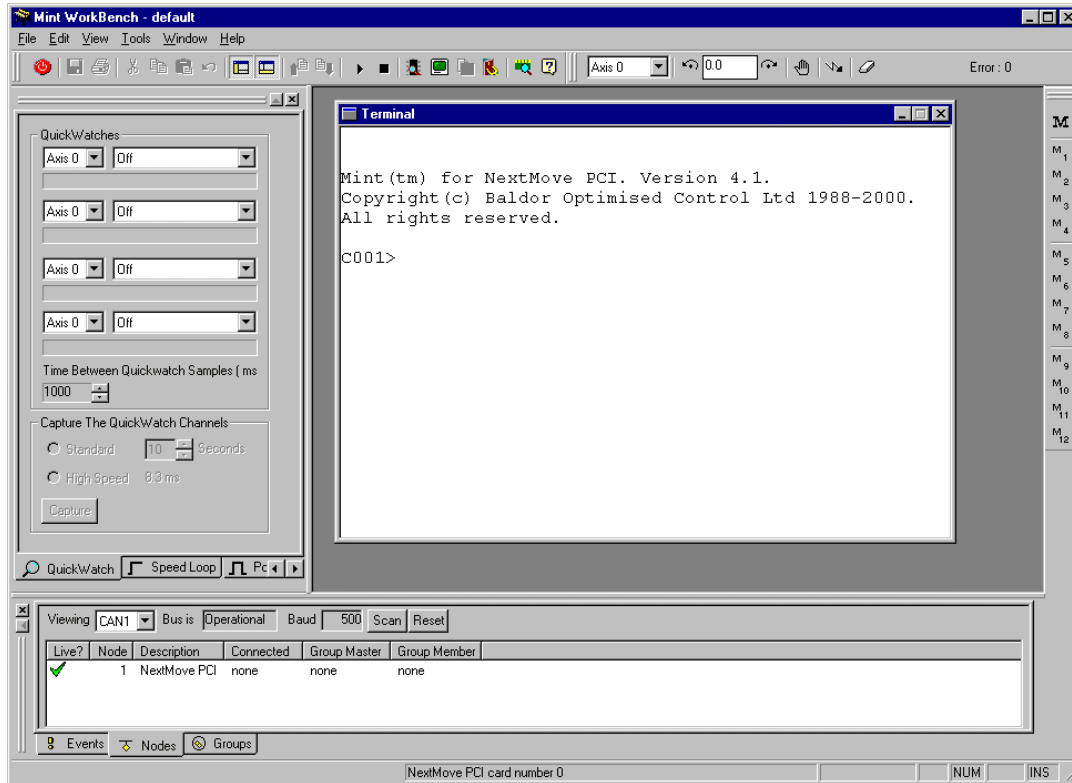 Mint WorkBench - default
File Edit View Tools Window Help
Axis 0 0.0 Error : 0
QuickWatches
Axis 0 Off
Axis 0 Off
Axis 0 Off
Axis 0 Off
Time Between Quickwatch Samples ( ms
1000
Capture The QuickWatch Channels
Standard 10 Seconds
High Speed 8.3 ms
Capture
QuickWatch Speed Loop Po
Terminal
Mint(tm) for NextMove PCI. Version 4.1.
Copyright(c) Baldor Optimised Control Ltd 1988-2000.
All rights reserved.
C001>
M
M1
M2
M3
M4
M5
M6
M7
M8
M9
M10
M11
M12
Viewing CAN1 Bus is Operational Baud 500 Scan Reset
Live? Node Description Connected Group Master Group Member
1 NextMove PCI none none none
Events Nodes Groups
NextMove PCI card number 0 NUM INS